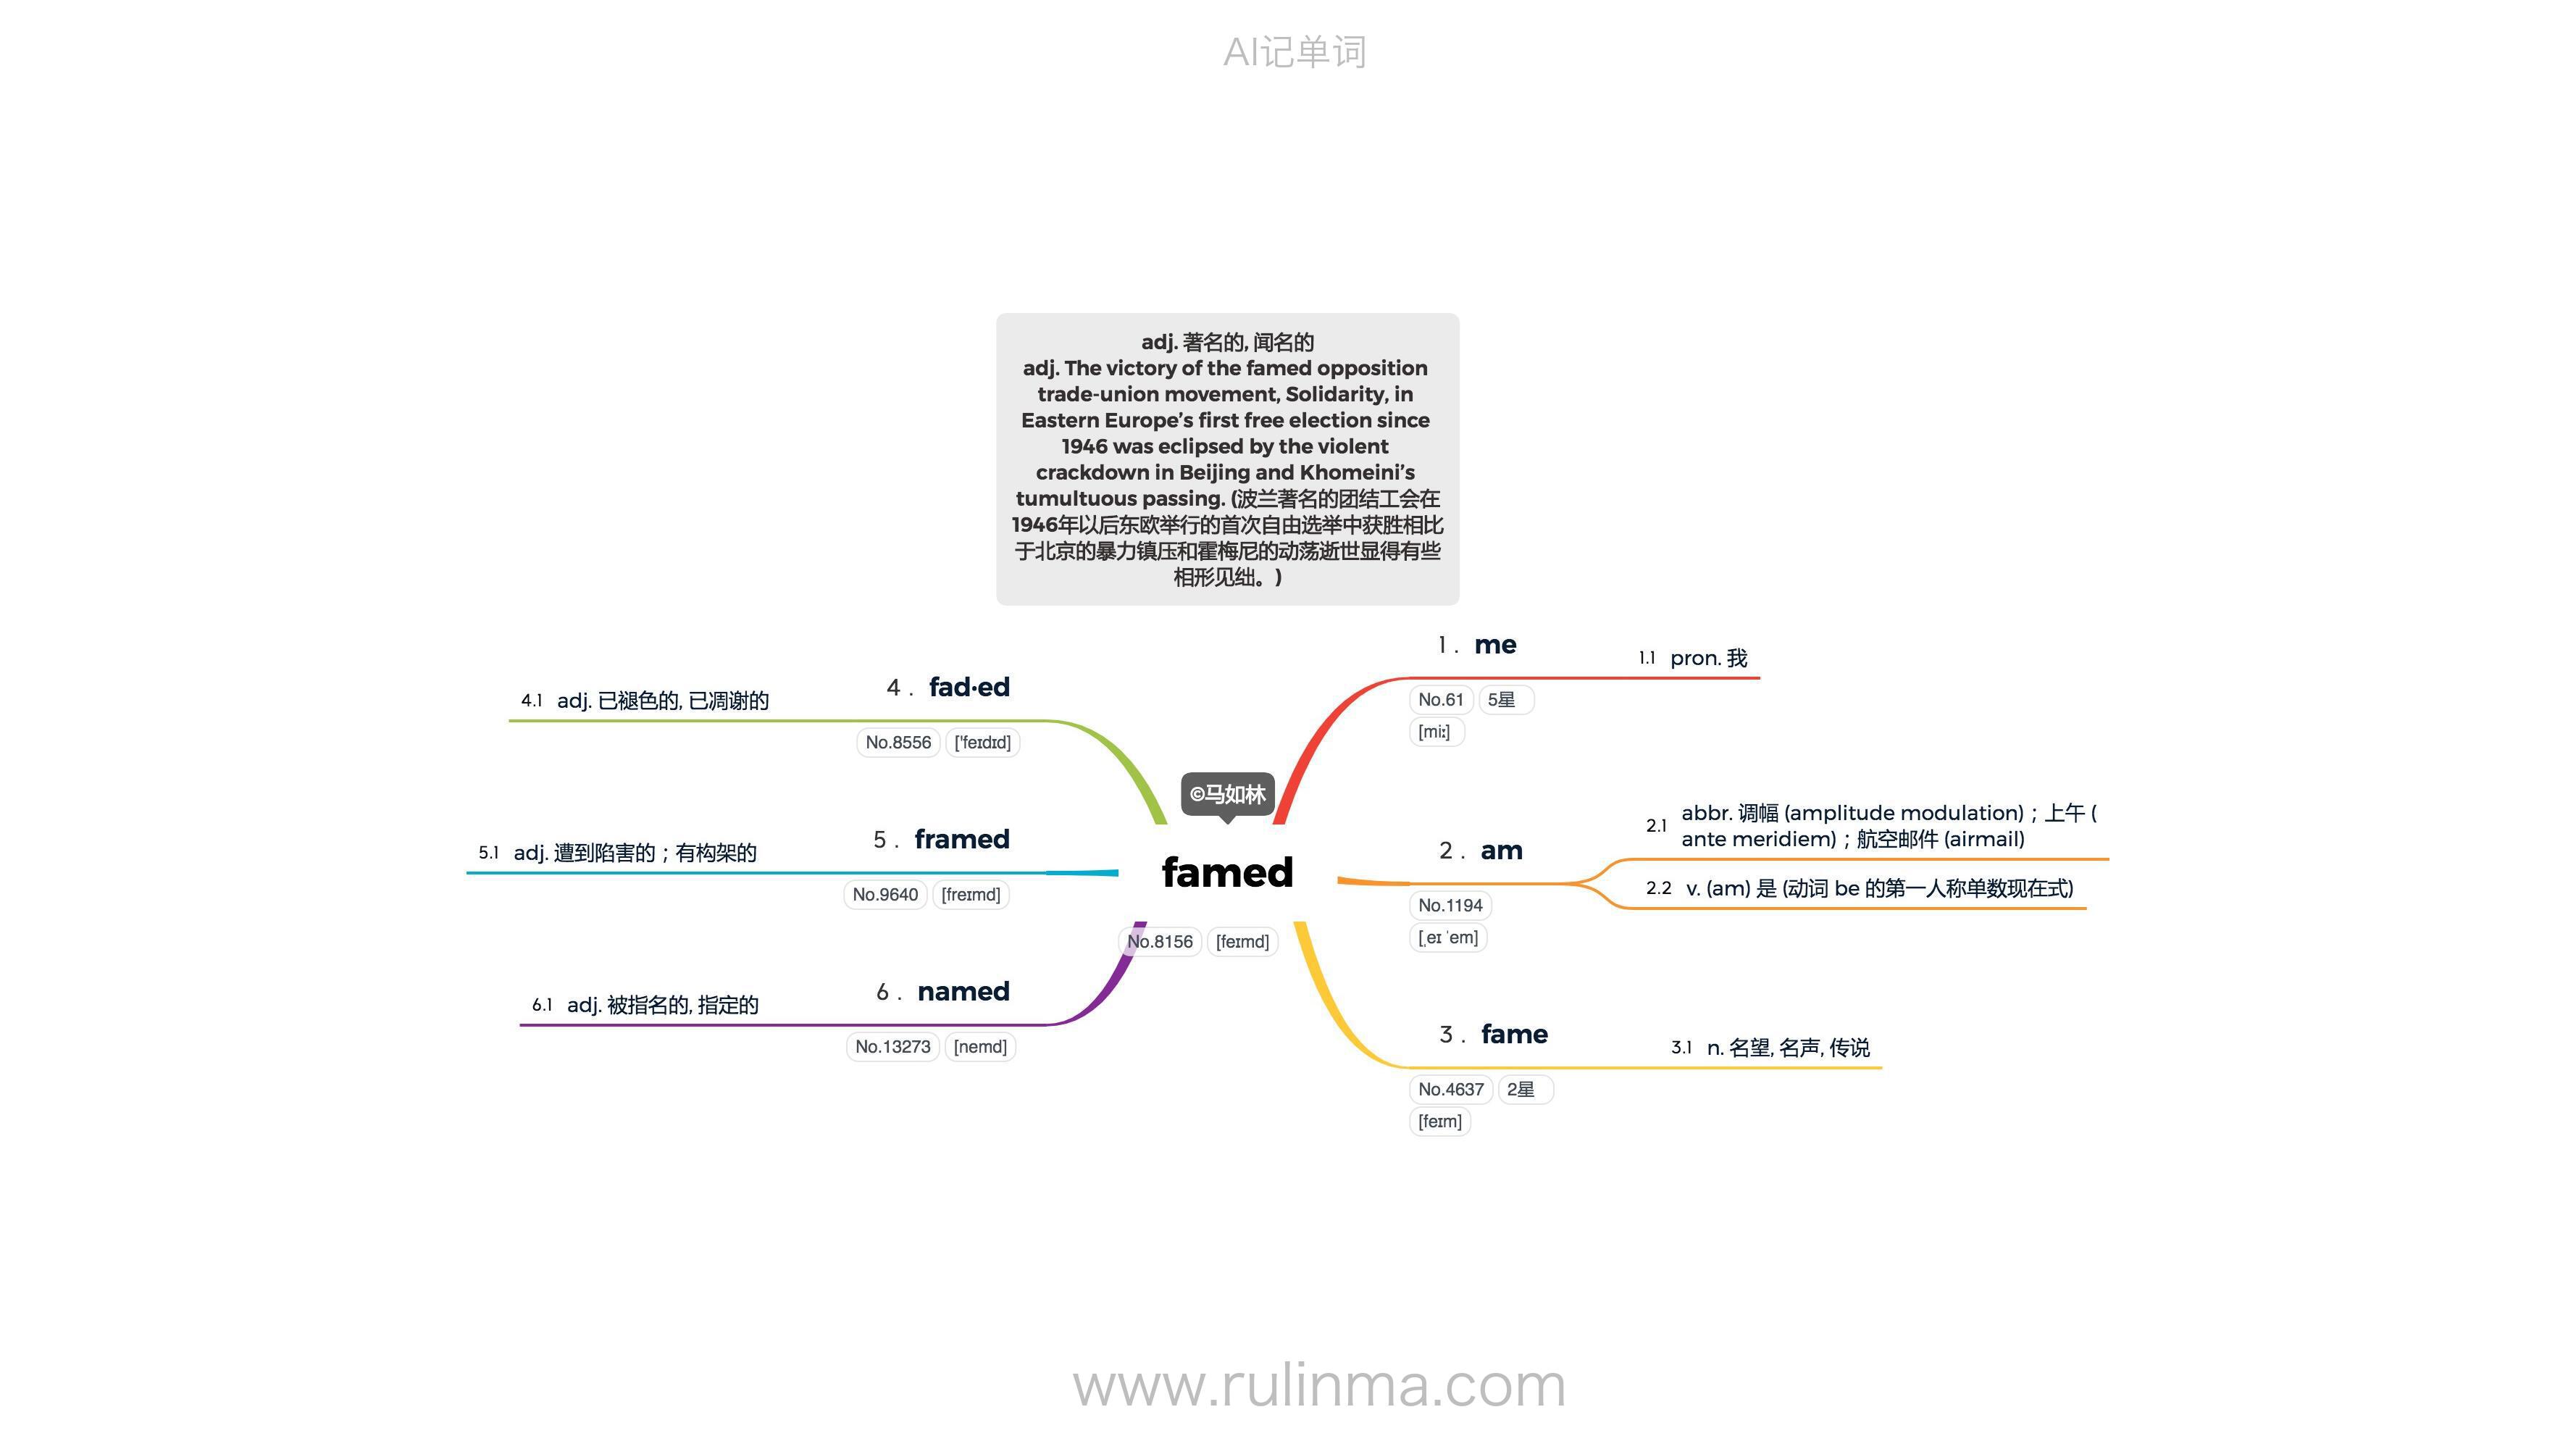 AI记单词
adj. 著名的, 闻名的
adj. The victory of the famed opposition
trade-union movement, Solidarity, in
Eastern Europe’s first free election since
1946 was eclipsed by the violent
crackdown in Beijing and Khomeini’s
tumultuous passing. (波兰著名的团结工会在
1946年以后东欧举行的首次自由选举中获胜相比
于北京的暴力镇压和霍梅尼的动荡逝世显得有些
相形见绌。)
©马如林
famed
No.8156 [feɪmd]
1. me
No.61 5星
[miː]
1.1 pron. 我
2. am
No.1194
[ˌeɪ ˈem]
2.1 abbr. 调幅 (amplitude modulation)；上午 (
ante meridiem)；航空邮件 (airmail)
2.2 v. (am) 是 (动词 be 的第一人称单数现在式)
3. fame
No.4637 2星
[feɪm]
3.1 n. 名望, 名声, 传说
4. fad·ed
No.8556 ['feɪdɪd]
4.1 adj. 已褪色的, 已凋谢的
5. framed
No.9640 [freɪmd]
5.1 adj. 遭到陷害的；有构架的
6. named
No.13273 [nemd]
6.1 adj. 被指名的, 指定的
www.rulinma.com